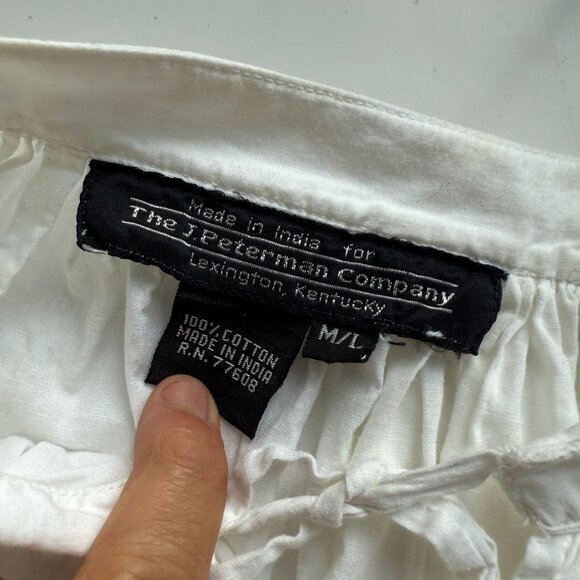 Made in India for
The J. Peterman Company
Lexington, Kentucky
M/L
100% COTTON
MADE IN INDIA
R.N. 77608